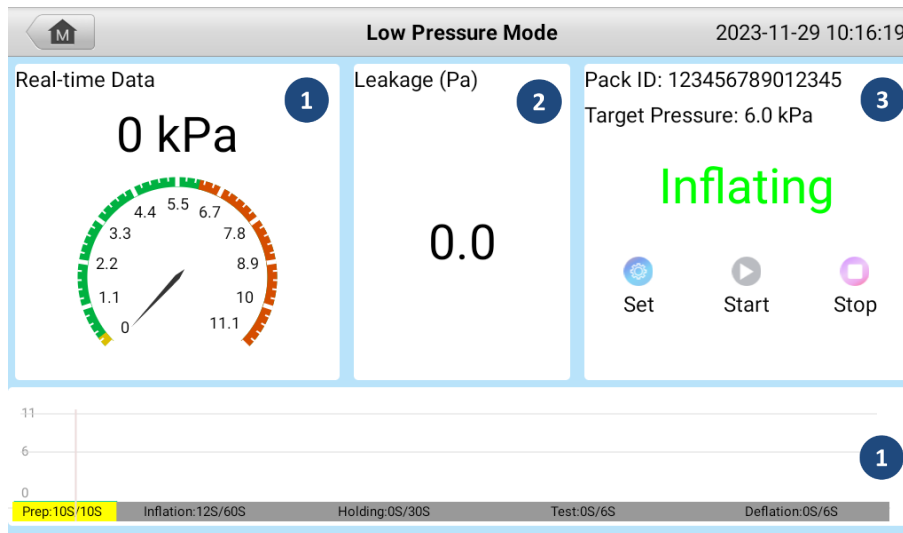 M
Low Pressure Mode
2023-11-29 10:16:19
Real-time Data
1
0 kPa
0
1.1
2.2
3.3
4.4
5.5
6.7
7.8
8.9
10
11.1
Leakage (Pa)
2
0.0
Pack ID: 123456789012345
3
Target Pressure: 6.0 kPa
Inflating
Set
Start
Stop
11
6
1
0
Prep:10S/10S
Inflation:12S/60S
Holding:0S/30S
Test:0S/6S
Deflation:0S/6S